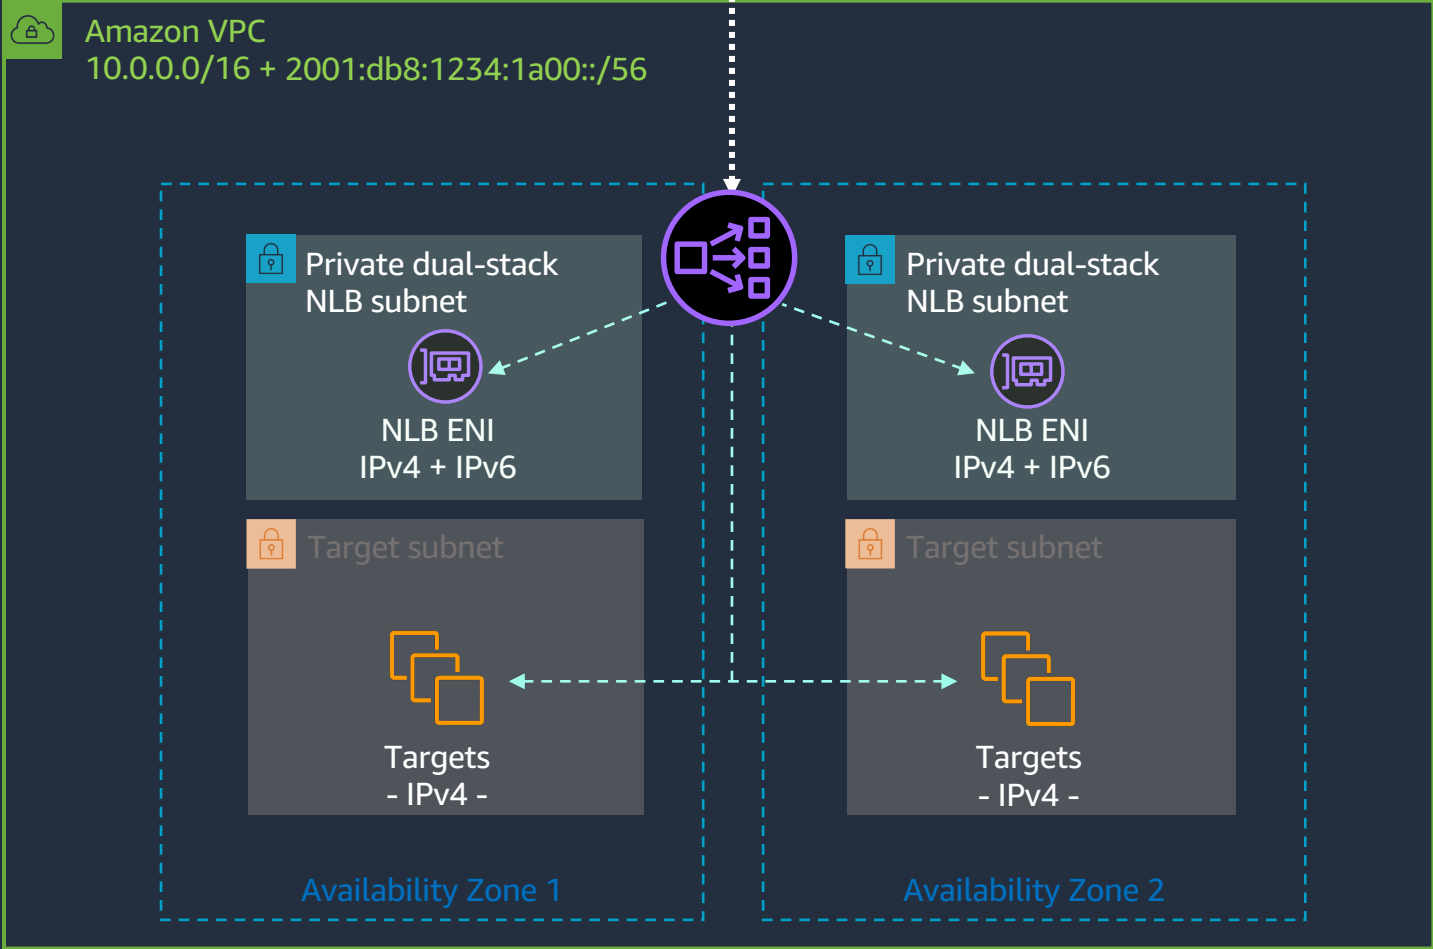 Amazon VPC
10.0.0.0/16 + 2001:db8:1234:1a00::/56
Private dual-stack
NLB subnet
NLB ENI
IPv4 + IPv6
Target subnet
Targets
- IPv4 -
Availability Zone 1
Private dual-stack
NLB subnet
NLB ENI
IPv4 + IPv6
Target subnet
Targets
- IPv4 -
Availability Zone 2